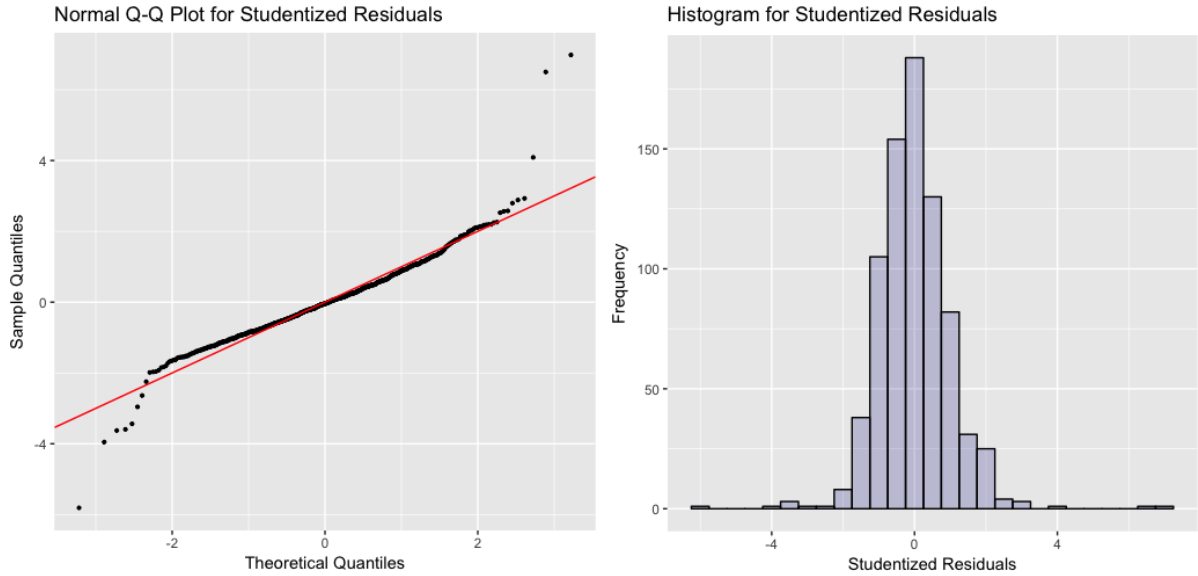 Normal Q-Q Plot for Studentized Residuals
4
0
-4
Sample Quantiles
-2
0
2
Theoretical Quantiles
Histogram for Studentized Residuals
150
100
50
0
Frequency
-4
0
4
Studentized Residuals